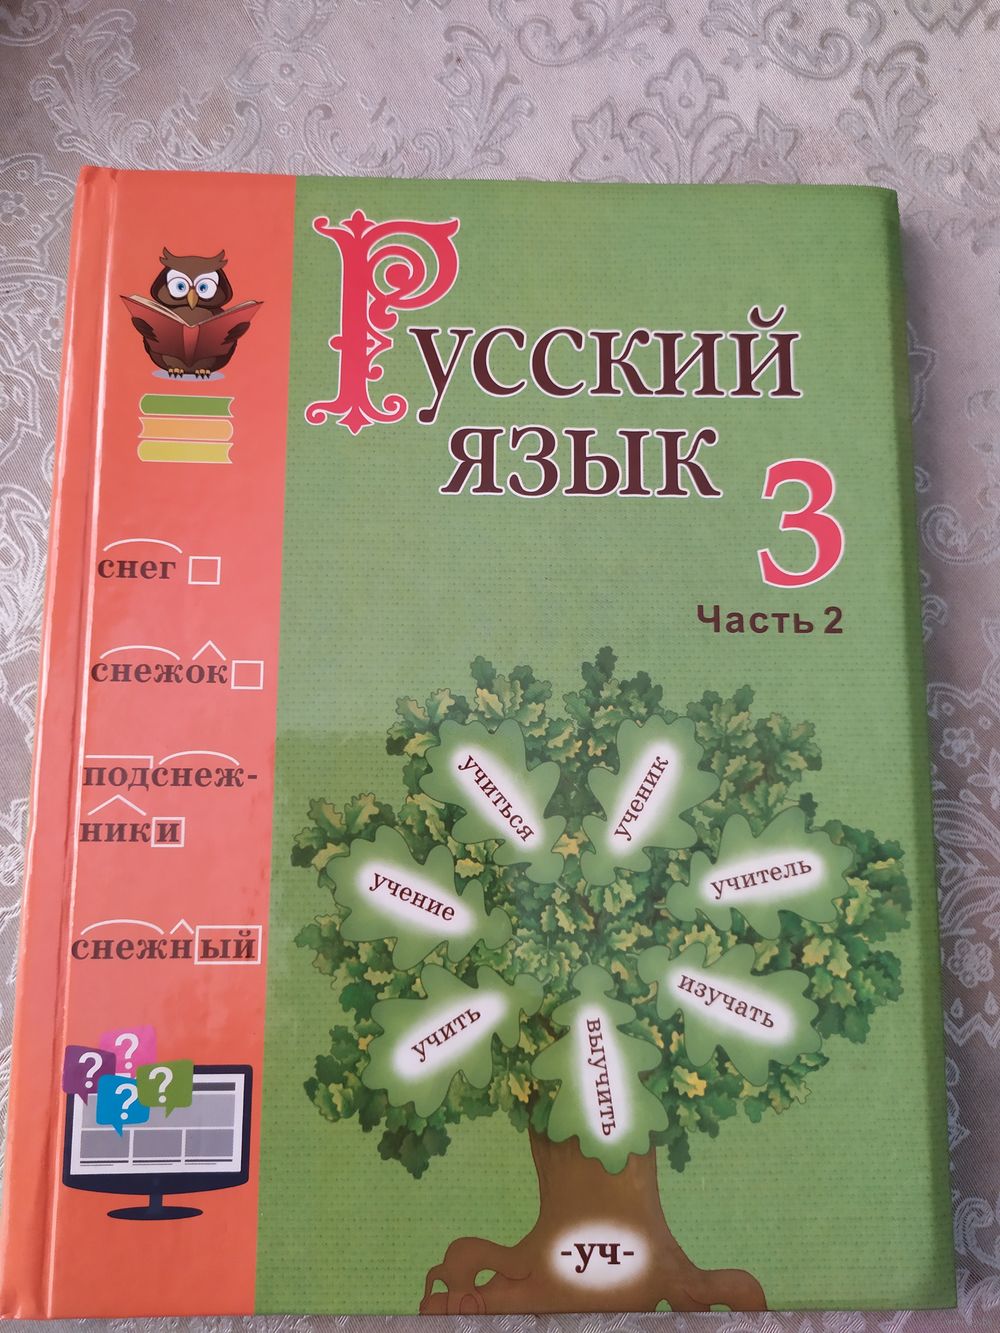 Русский
язык
3
Часть 2
снег
снежок
подснеж-
ники
снежный
? ?
? ?
учиться
ученик
учение
учитель
учить
выучить
изучать
-уч-